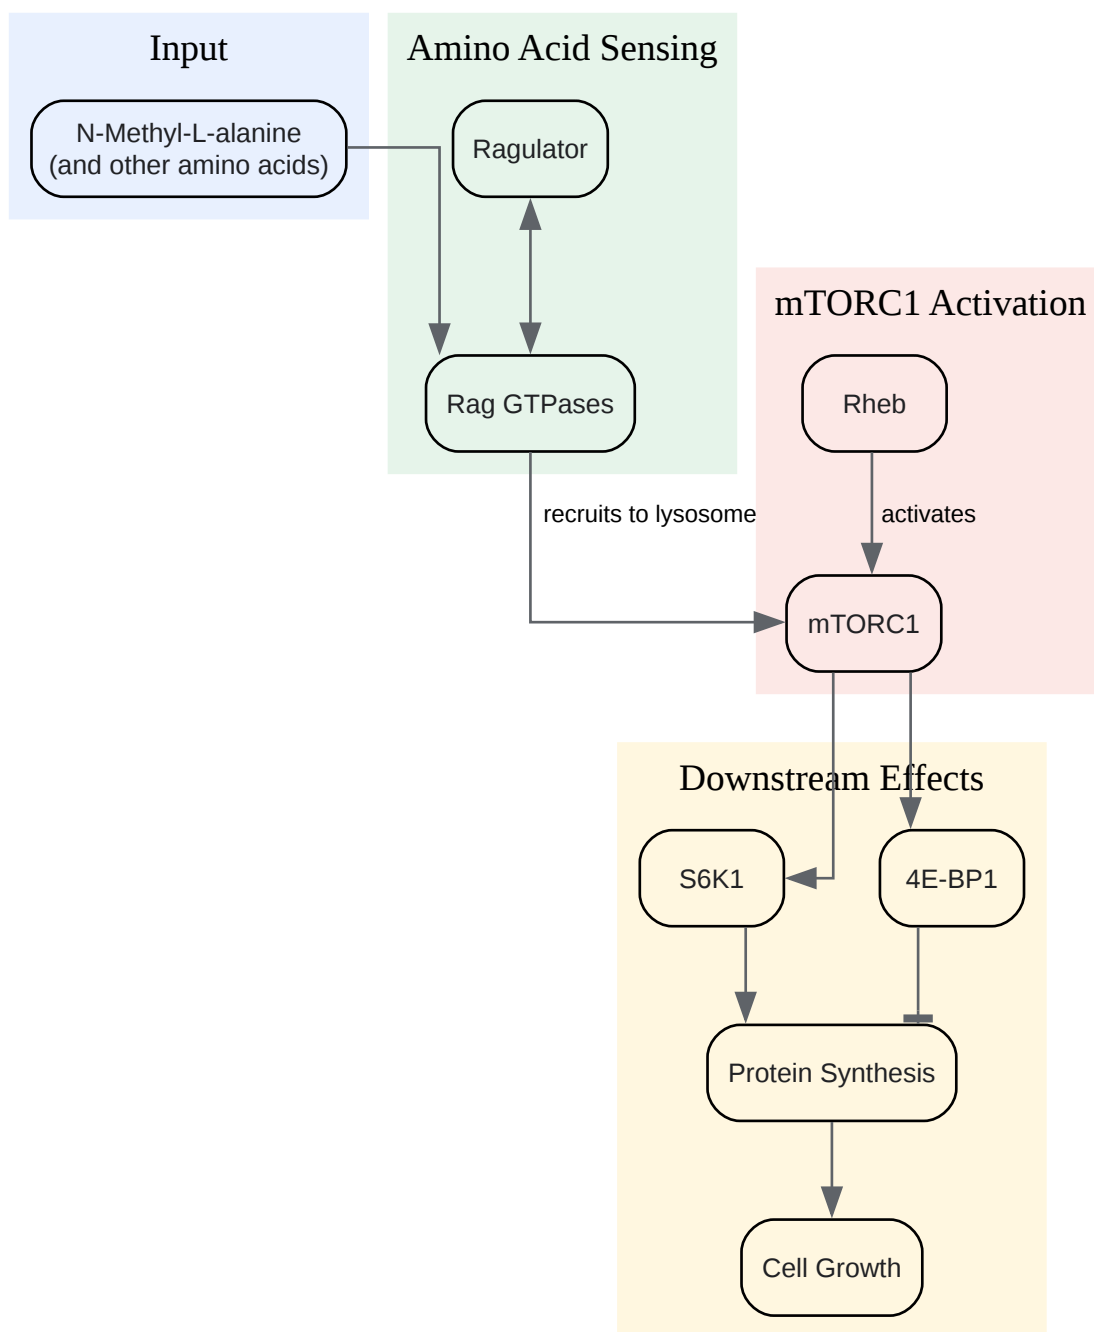 Input
Amino Acid Sensing
N-Methyl-L-alanine
(and other amino acids)
Ragulator
mTORC1 Activation
Rag GTPases
Rheb
recruits to lysosome
activates
mTORC1
Downstream Effects
S6K1
4E-BP1
Protein Synthesis
Cell Growth